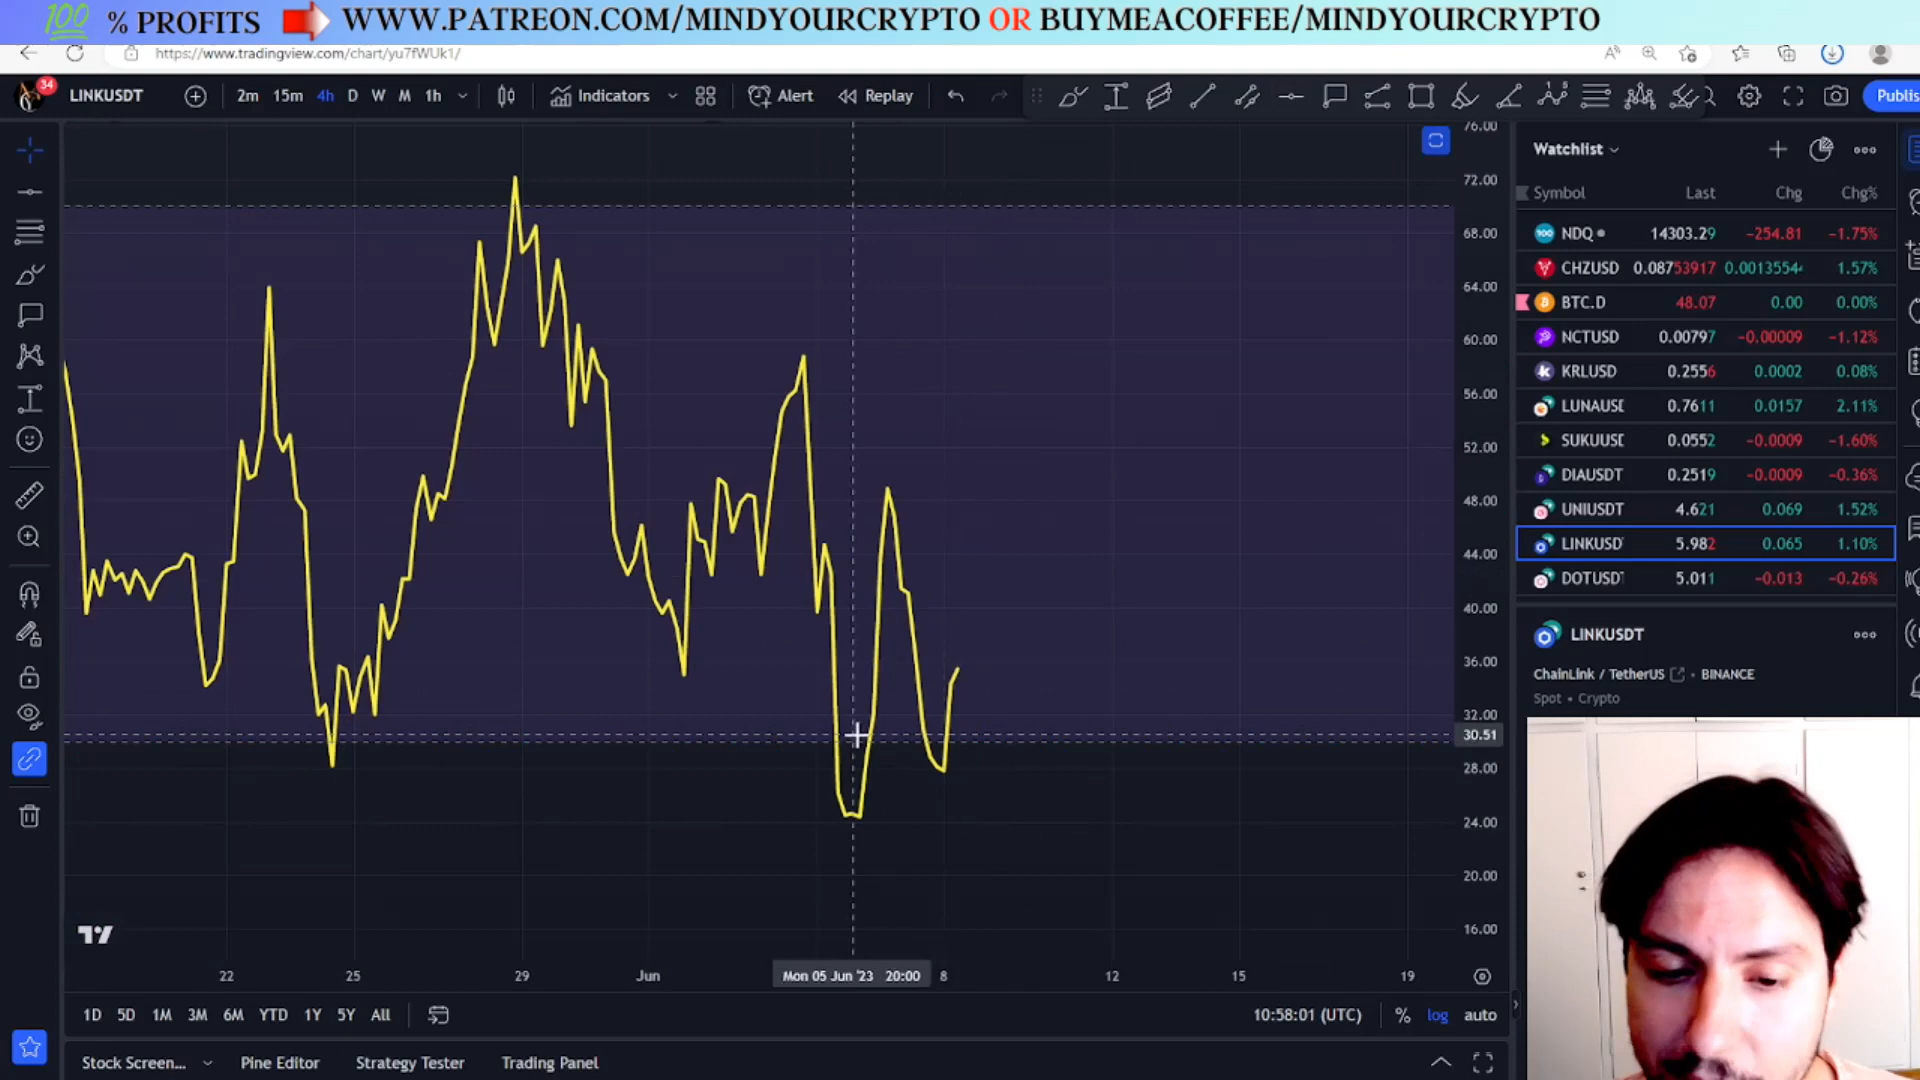 100 % PROFITS WWW.PATREON.COM/MINDYOURCRYPTO OR BUYMEACOFFEE/MINDYOURCRYPTO
https://www.tradingview.com/chart/yu7fWUk1/
34
LINKUSDT 2m 15m 4h D W M 1h Indicators Alert Replay Publis
76.00
72.00
68.00
64.00
60.00
56.00
52.00
48.00
44.00
40.00
36.00
32.00
30.51
28.00
24.00
20.00
16.00
22 25 29 Jun Mon 05 Jun '23 20:00 8 12 15 19
1D 5D 1M 3M 6M YTD 1Y 5Y All 10:58:01 (UTC) % log auto
Stock Screen... Pine Editor Strategy Tester Trading Panel
Watchlist
Symbol Last Chg Chg%
NDQ 14303.29 −254.81 −1.75%
CHZUSD 0.08753917 0.00135544 1.57%
BTC.D 48.07 0.00 0.00%
NCTUSD 0.00797 −0.00009 −1.12%
KRLUSD 0.2556 0.0002 0.08%
LUNAUSI 0.7611 0.0157 2.11%
SUKUUSI 0.0552 −0.0009 −1.60%
DIAUSDT 0.2519 −0.0009 −0.36%
UNIUSDT 4.621 0.069 1.52%
LINKUSD 5.982 0.065 1.10%
DOTUSD 5.011 −0.013 −0.26%
LINKUSDT
ChainLink / TetherUS • BINANCE
Spot • Crypto